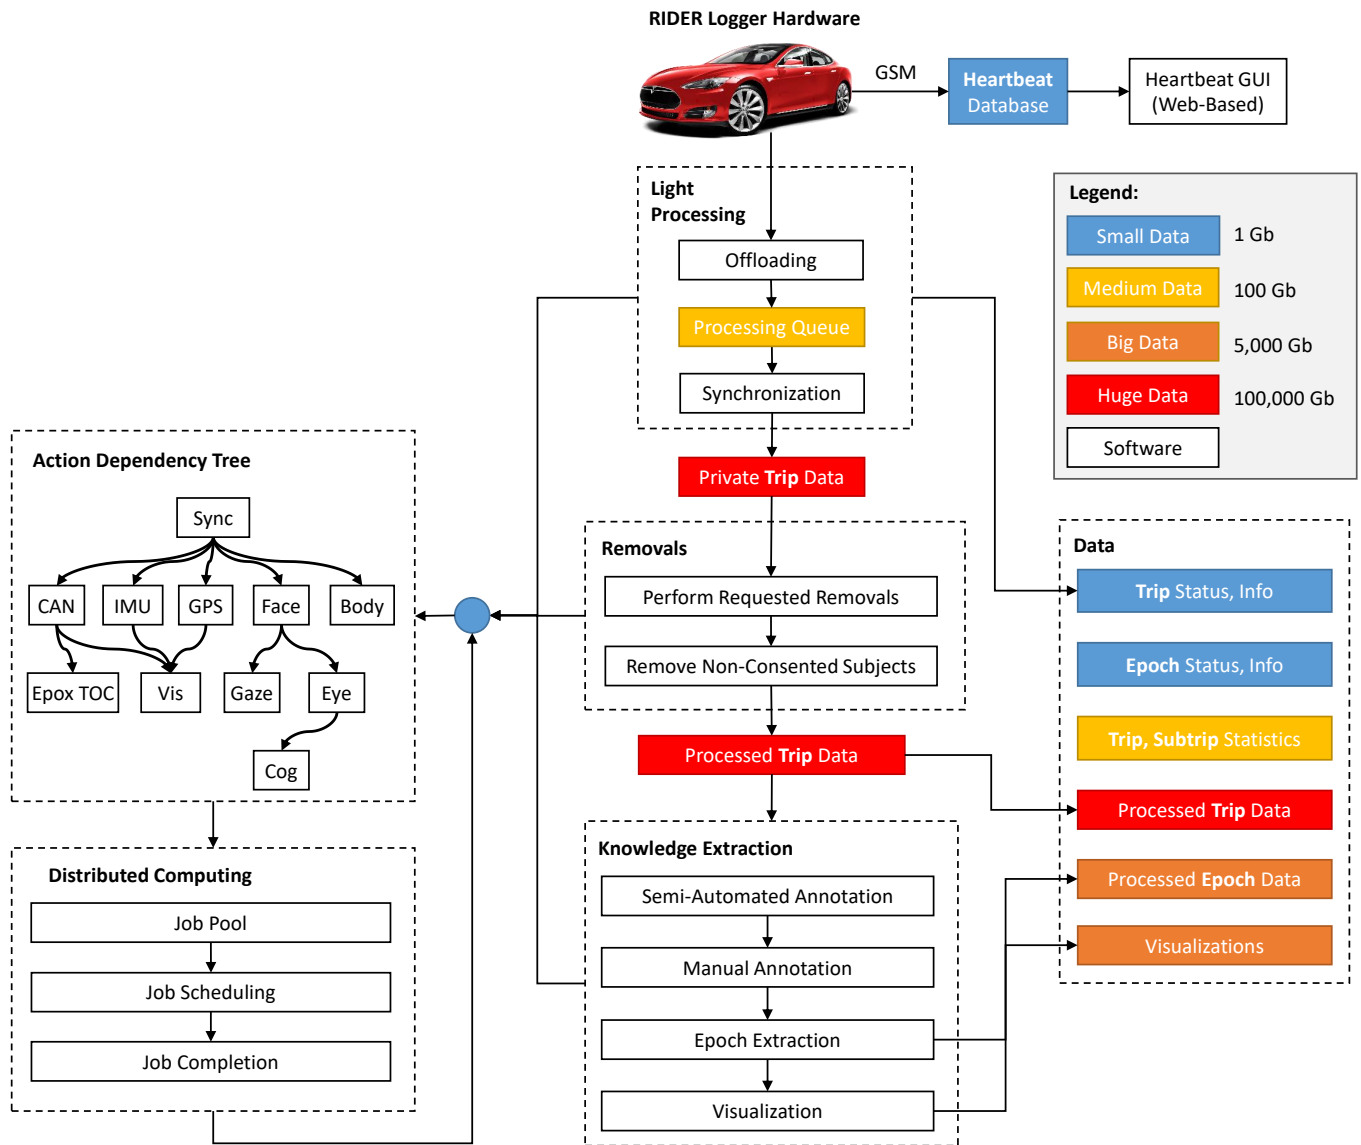 RIDER Logger Hardware
GSM
Heartbeat
Database
Heartbeat GUI
(Web-Based)
Light
Processing
Offloading
Processing Queue
Synchronization
Legend:
Small Data
1 Gb
Medium Data
100 Gb
Big Data
5,000 Gb
Huge Data
100,000 Gb
Software
Private Trip Data
Action Dependency Tree
Sync
CAN
IMU
GPS
Face
Body
Epox TOC
Vis
Gaze
Eye
Cog
Removals
Perform Requested Removals
Remove Non-Consented Subjects
Processed Trip Data
Data
Trip Status, Info
Epoch Status, Info
Trip, Subtrip Statistics
Processed Trip Data
Processed Epoch Data
Visualizations
Distributed Computing
Job Pool
Job Scheduling
Job Completion
Knowledge Extraction
Semi-Automated Annotation
Manual Annotation
Epoch Extraction
Visualization